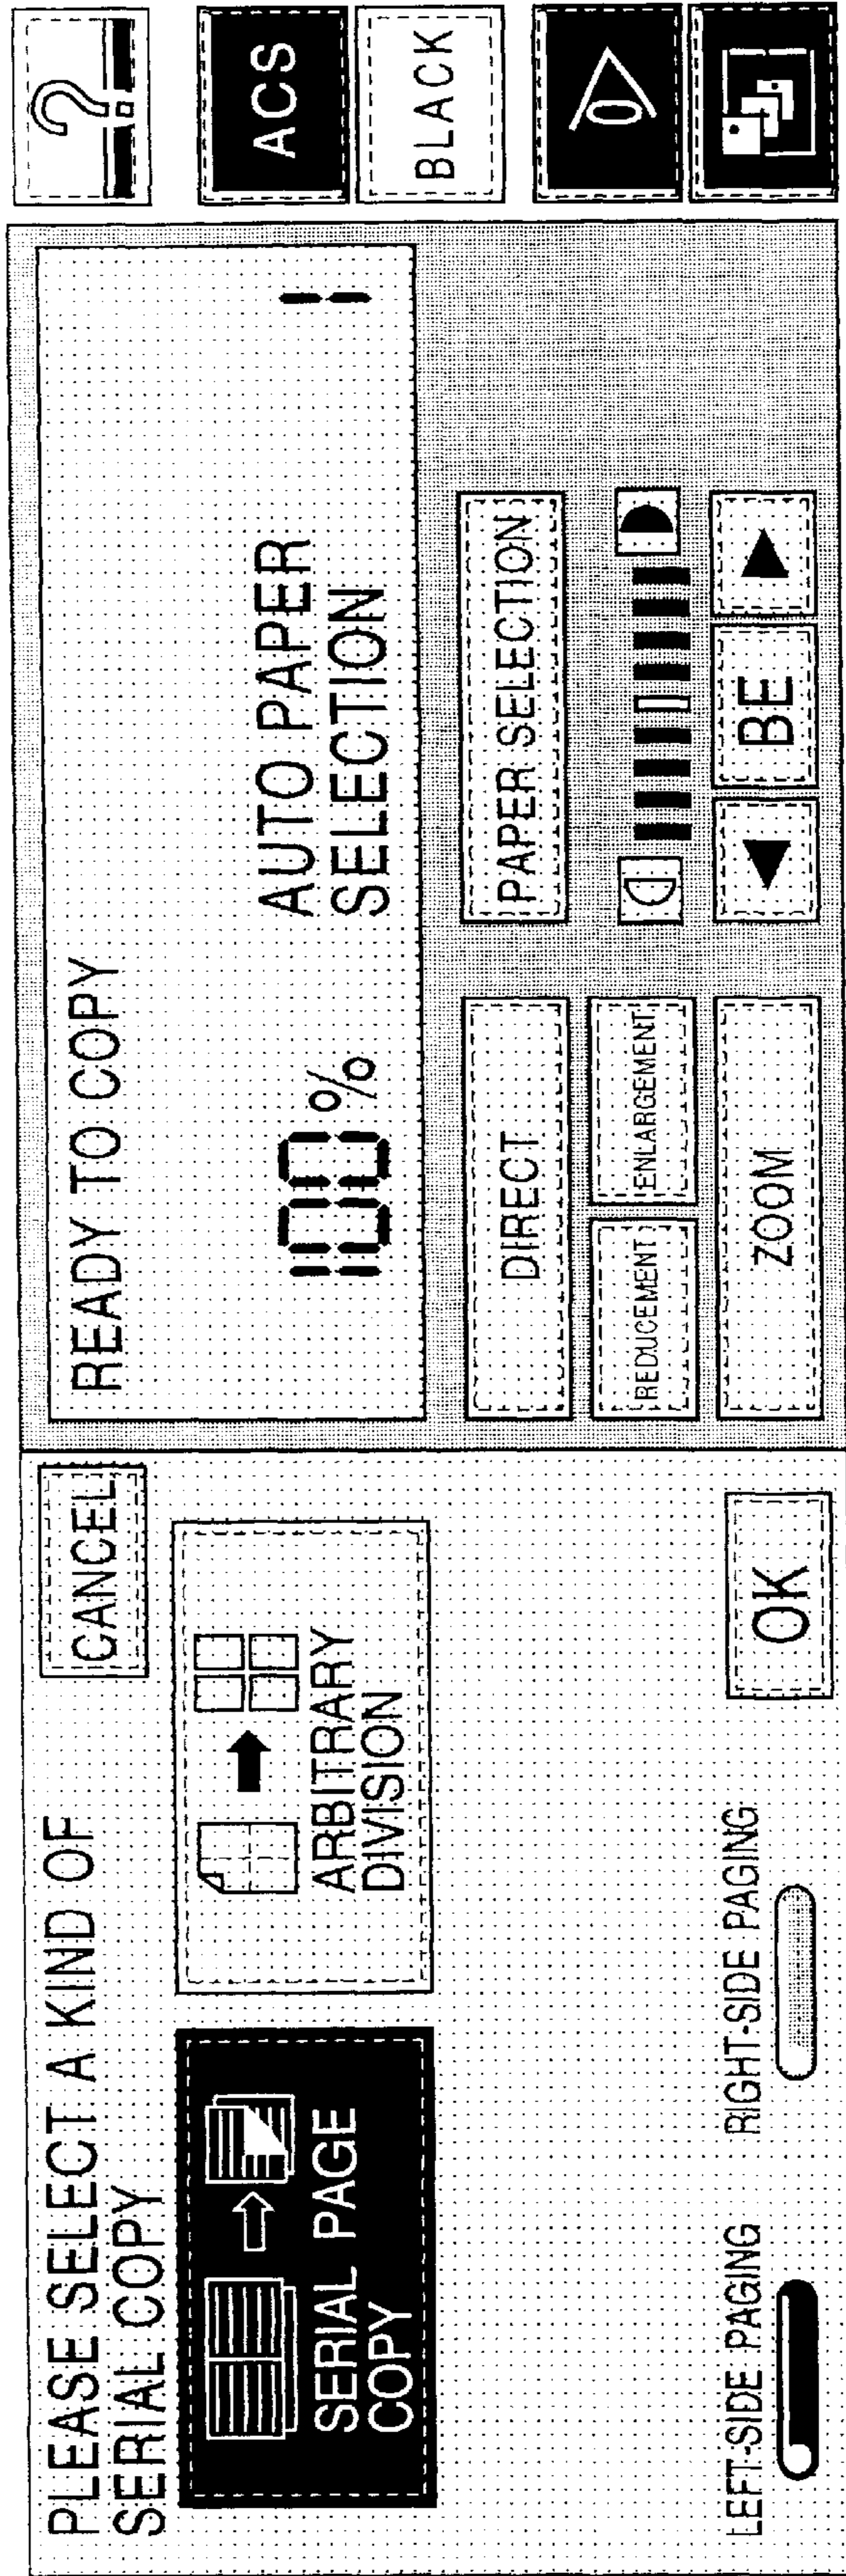 PLEASE SELECT A KIND OF
SERIAL COPY
CANCEL
SERIAL PAGE
COPY
ARBITRARY
DIVISION
LEFT-SIDE PAGING
RIGHT-SIDE PAGING
OK
READY TO COPY
100%
AUTO PAPER
SELECTION
1
DIRECT
REDUCEMENT
ENLARGEMENT
ZOOM
PAPER SELECTION
BE
?
ACS
BLACK